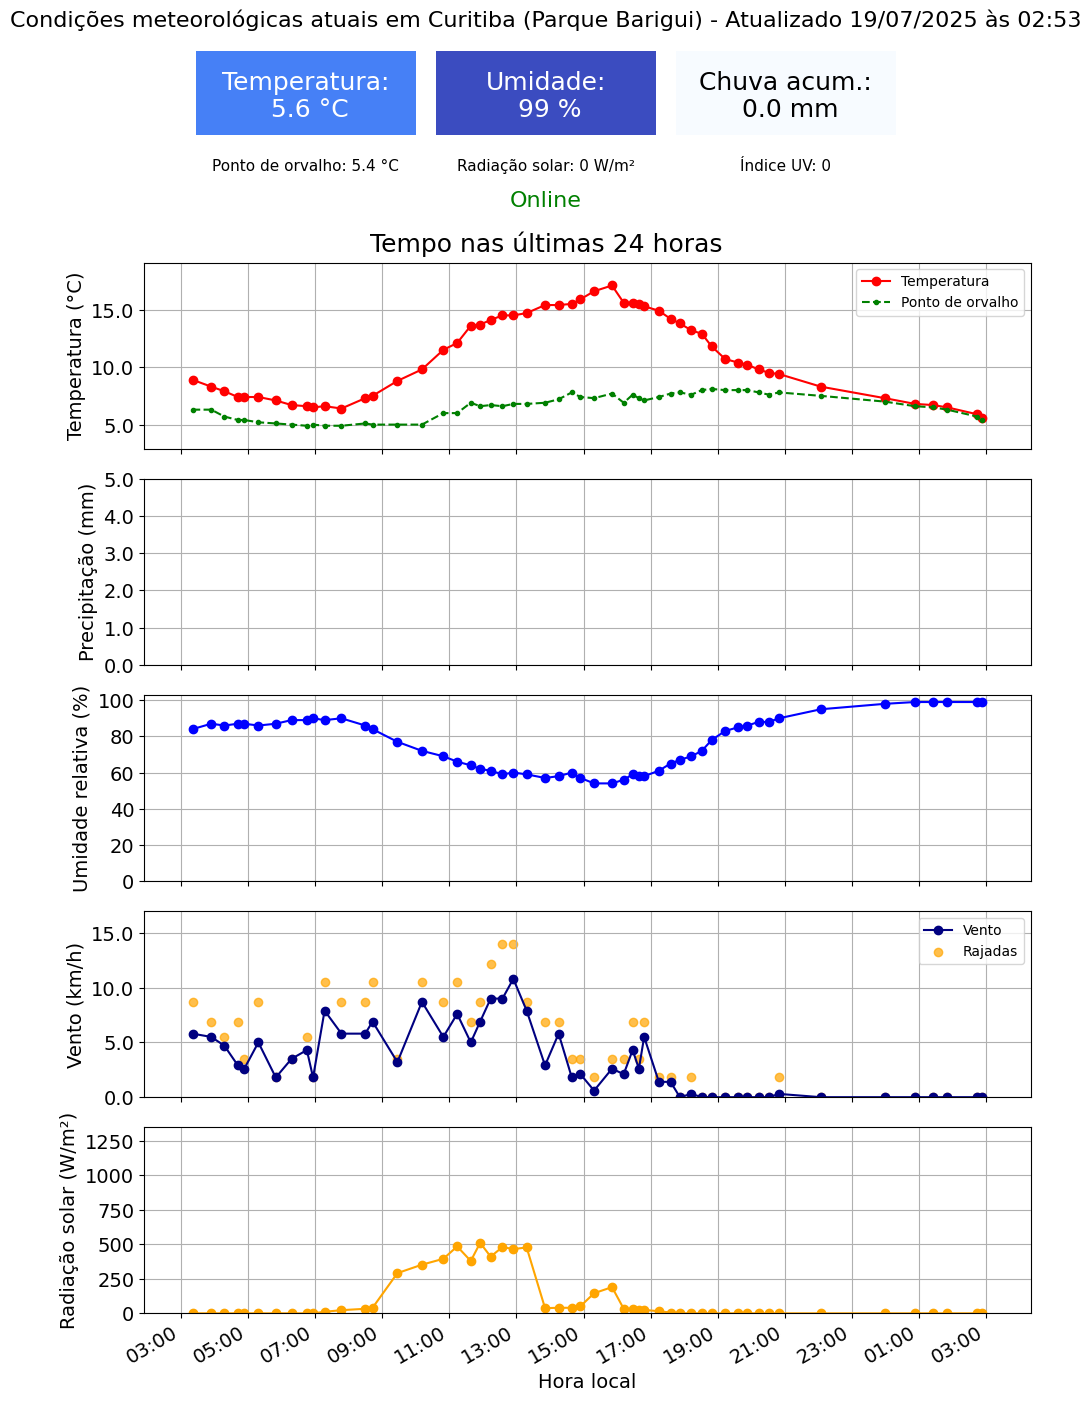 Condições meteorológicas atuais em Curitiba (Parque Barigui) - Atualizado 19/07/2025 às 02:53
Temperatura:
5.6 °C
Umidade:
99 %
Chuva acum.:
0.0 mm
Ponto de orvalho: 5.4 °C
Radiação solar: 0 W/m²
Índice UV: 0
Online
Tempo nas últimas 24 horas
Temperatura (°C)
15.0
10.0
5.0
Temperatura
Ponto de orvalho
Precipitação (mm)
5.0
4.0
3.0
2.0
1.0
0.0
Umidade relativa (%)
100
80
60
40
20
0
Vento (km/h)
15.0
10.0
5.0
0.0
Vento
Rajadas
Radiação solar (W/m²)
1250
1000
750
500
250
0
03:00
05:00
07:00
09:00
11:00
13:00
15:00
17:00
19:00
21:00
23:00
01:00
03:00
Hora local